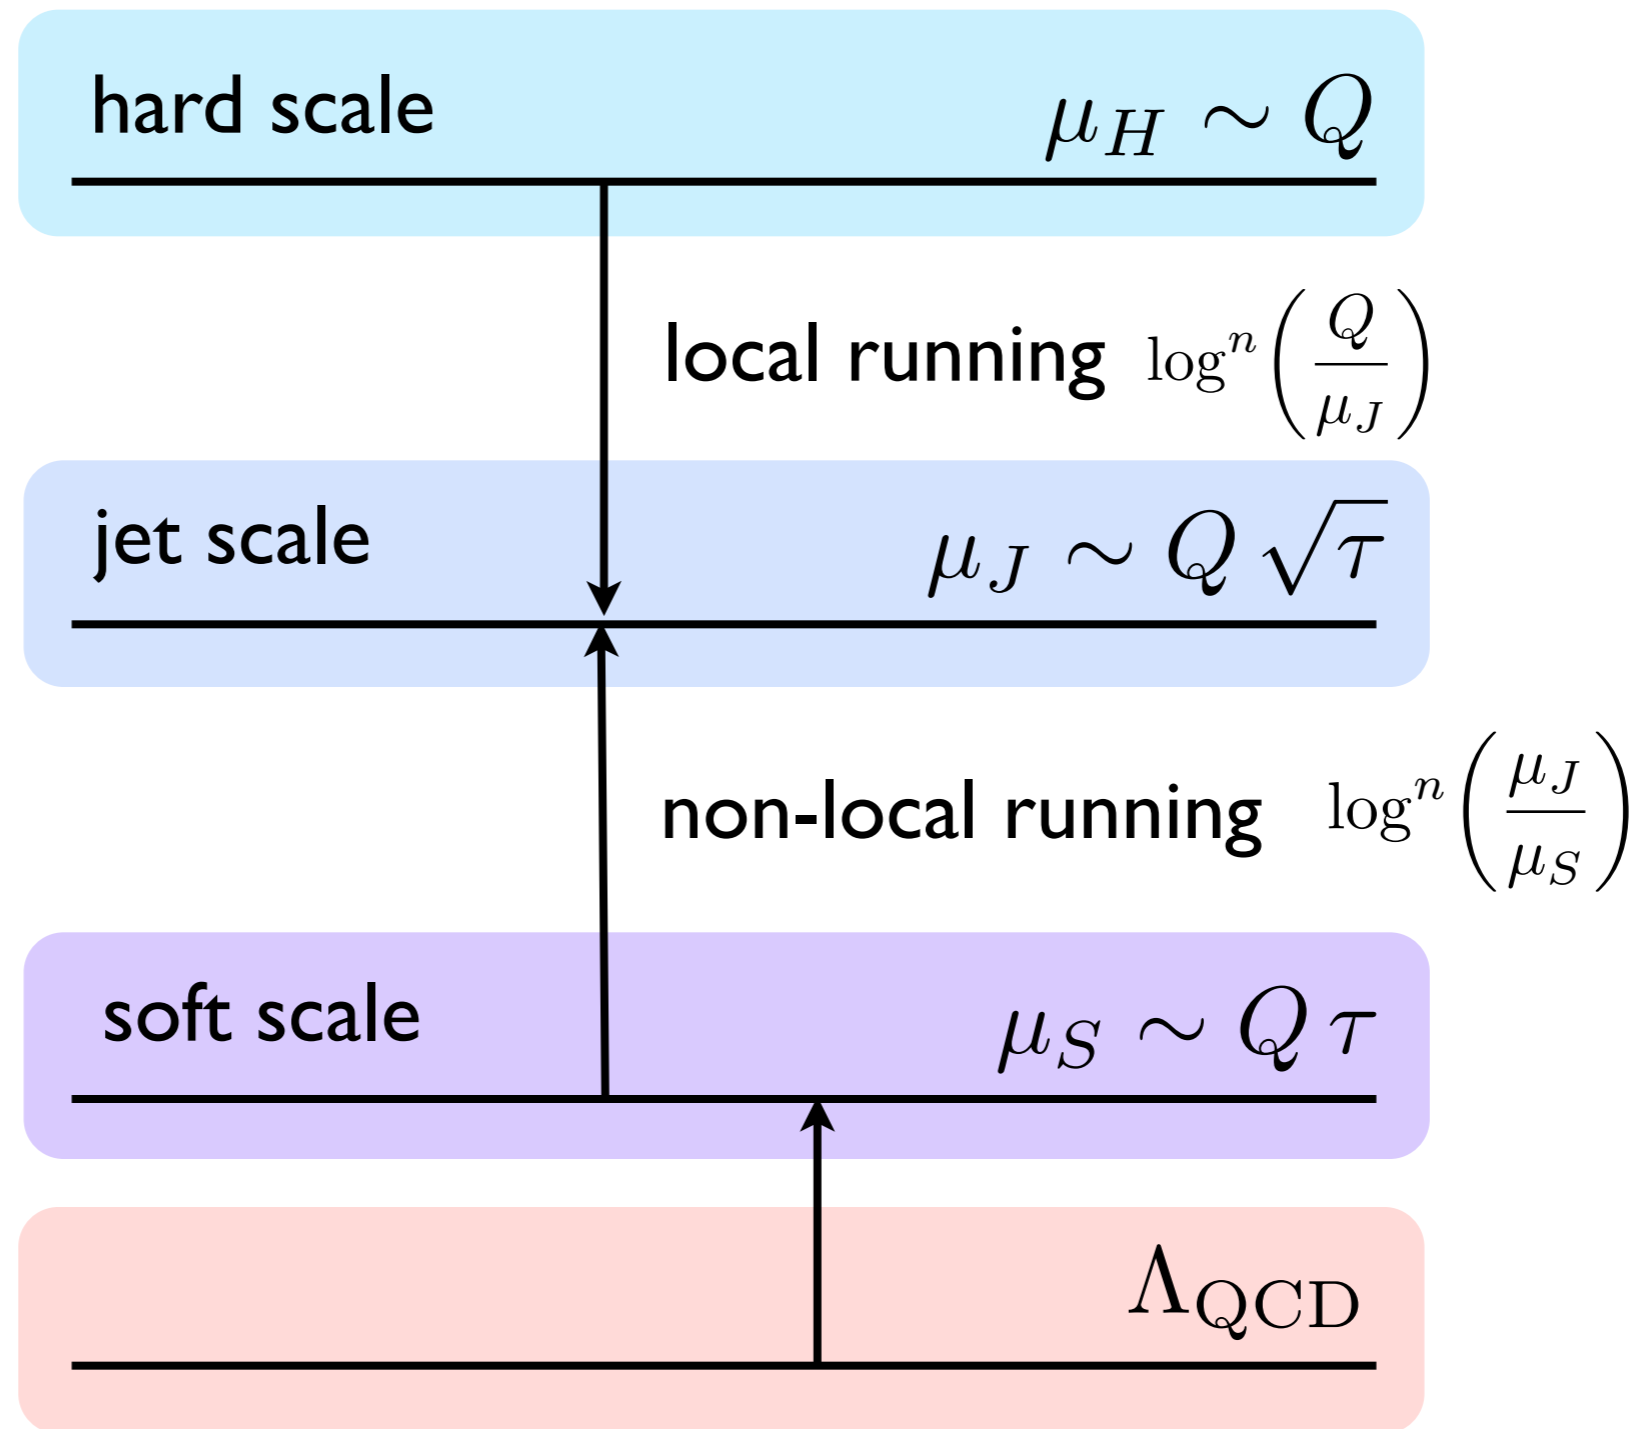 hard scale μ_H ∼ Q
local running log^n(Q/μ_J)
jet scale μ_J ∼ Q √τ
non-local running log^n(μ_J/μ_S)
soft scale μ_S ∼ Q τ
Λ_QCD